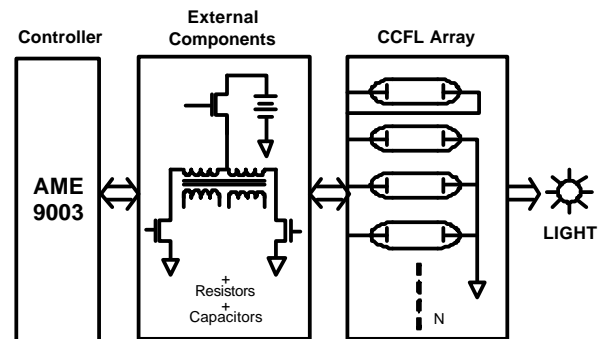 Controller
External
Components
CCFL Array
AME
9003
+
Resistors
+
Capacitors
N
LIGHT